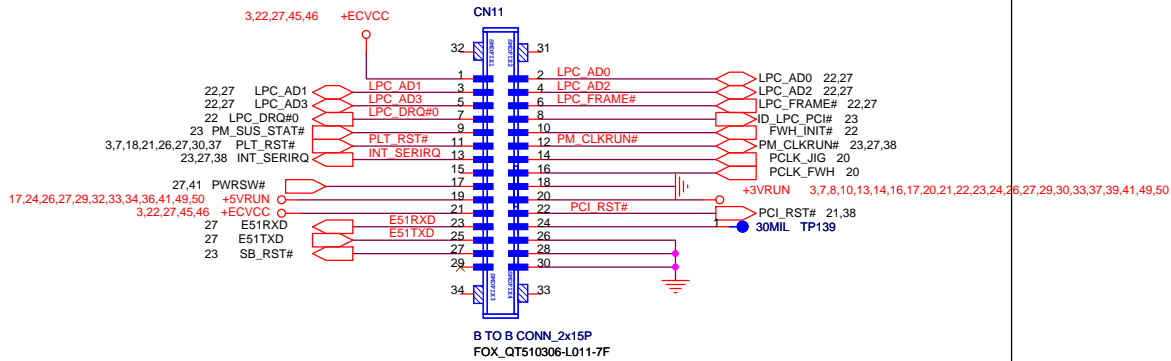 CN11
3,22,27,45,46 +ECVCC
32 31
SMDFIX1 SMDFIX2
1 2 LPC_AD0 LPC_AD0 22,27
22,27 LPC_AD1 LPC_AD1 3 4 LPC_AD2 LPC_AD2 22,27
22,27 LPC_AD3 LPC_AD3 5 6 LPC_FRAME# LPC_FRAME# 22,27
22 LPC_DRQ#0 LPC_DRQ#0 7 8 ID_LPC_PCI# 23
23 PM_SUS_STAT# 9 10 FWH_INIT# 22
3,7,18,21,26,27,30,37 PLT_RST# PLT_RST# 11 12 PM_CLKRUN# PM_CLKRUN# 23,27,38
23,27,38 INT_SERIRQ INT_SERIRQ 13 14 PCLK_JIG 20
15 16 PCLK_FWH 20
27,41 PWRSW# 17 18
+3VRUN 3,7,8,10,13,14,16,17,20,21,22,23,24,26,27,29,30,33,37,39,41,49,50
17,24,26,27,29,32,33,34,36,41,49,50 +5VRUN 19 20
3,22,27,45,46 +ECVCC 21 22 PCI_RST# PCI_RST# 21,38
27 E51RXD E51RXD 23 24 1 30MIL TP139
27 E51TXD E51TXD 25 26
23 SB_RST# 27 28
29 30
SMDFIX3 SMDFIX4
34 33
B TO B CONN_2x15P
FOX_QT510306-L011-7F